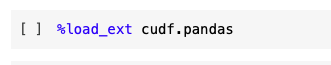 [ ] %load_ext cudf.pandas